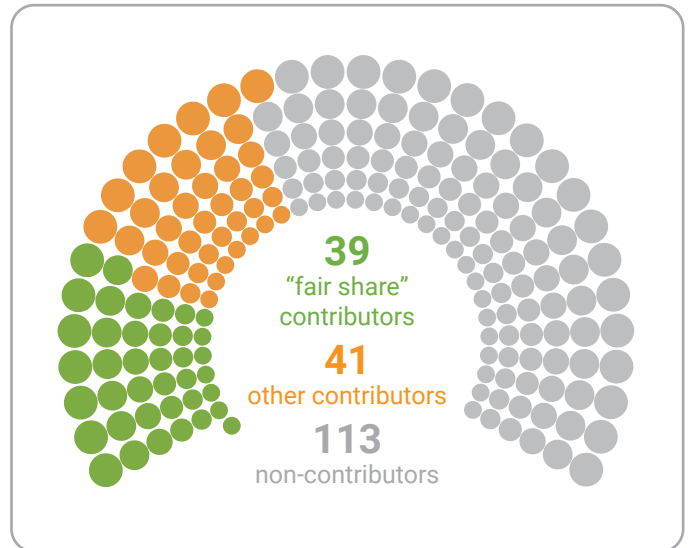 39
“fair share”
contributors
41
other contributors
113
non-contributors